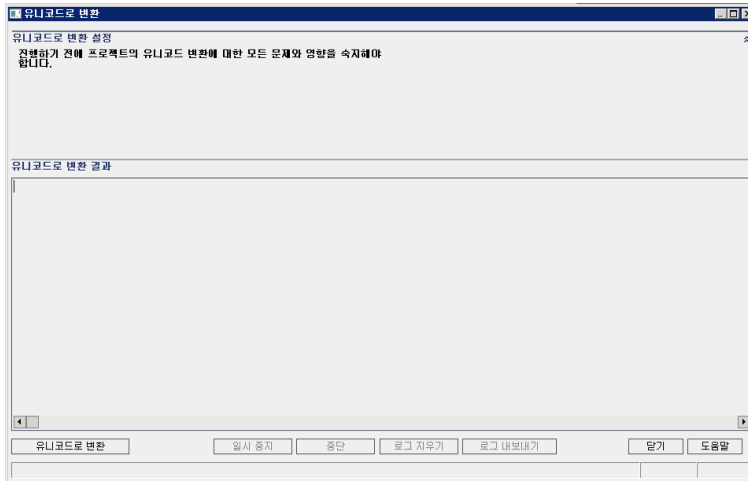 유니코드로 변환
유니코드로 변환 설정
진행하기 전에 프로젝트의 유니코드 변환에 대한 모든 문제와 영향을 숙지해야
합니다.
유니코드로 변환 결과
유니코드로 변환 일시 중지 중단 로그 지우기 로그 내보내기 닫기 도움말